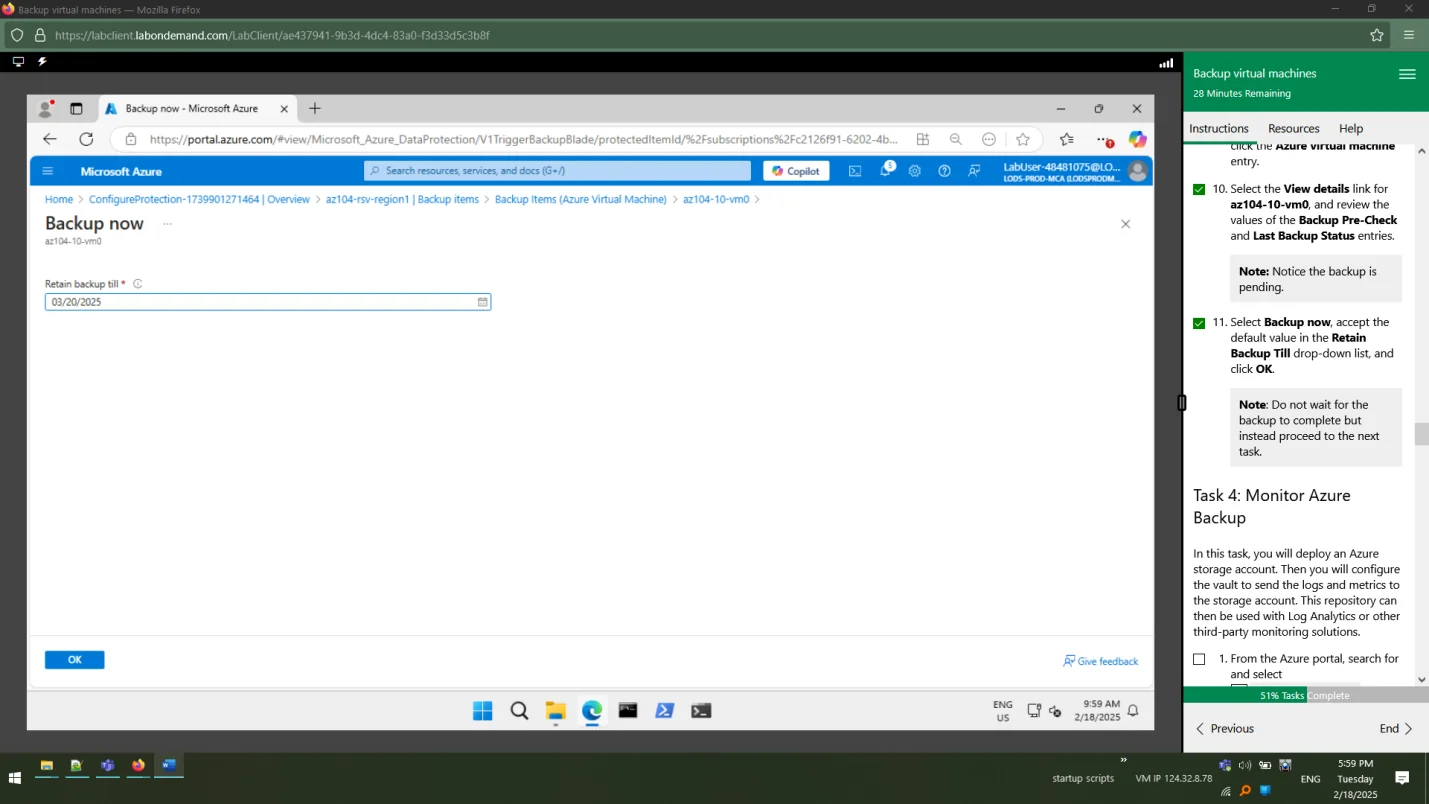 Backup virtual machines — Mozilla Firefox
https://labclient.labondemand.com/LabClient/ae437941-9b3d-4dc4-83a0-f3d33d5c3b8f
Backup now - Microsoft Azure
https://portal.azure.com/#view/Microsoft_Azure_DataProtection/V1TriggerBackupBlade/protectedItemId/%2Fsubscriptions%2Fc2126f91-6202-4b...
Microsoft Azure
Search resources, services, and docs (G+/)
Copilot
5
LabUser-48481075@LO...
LODS-PROD-MCA (LODSPRODM...
Home > ConfigureProtection-1739901271464 | Overview > az104-rsv-region1 | Backup items > Backup Items (Azure Virtual Machine) > az104-10-vm0 >
Backup now ...
az104-10-vm0
Retain backup till *
03/20/2025
OK
Give feedback
ENG
US
9:59 AM
2/18/2025
Backup virtual machines
28 Minutes Remaining
Instructions Resources Help
click the Azure virtual machine
entry.
10. Select the View details link for
az104-10-vm0, and review the
values of the Backup Pre-Check
and Last Backup Status entries.
Note: Notice the backup is
pending.
11. Select Backup now, accept the
default value in the Retain
Backup Till drop-down list, and
click OK.
Note: Do not wait for the
backup to complete but
instead proceed to the next
task.
Task 4: Monitor Azure
Backup
In this task, you will deploy an Azure
storage account. Then you will configure
the vault to send the logs and metrics to
the storage account. This repository can
then be used with Log Analytics or other
third-party monitoring solutions.
1. From the Azure portal, search for
and select
51% Tasks Complete
Previous
End
startup scripts
VM IP 124.32.8.78
ENG
5:59 PM
Tuesday
2/18/2025